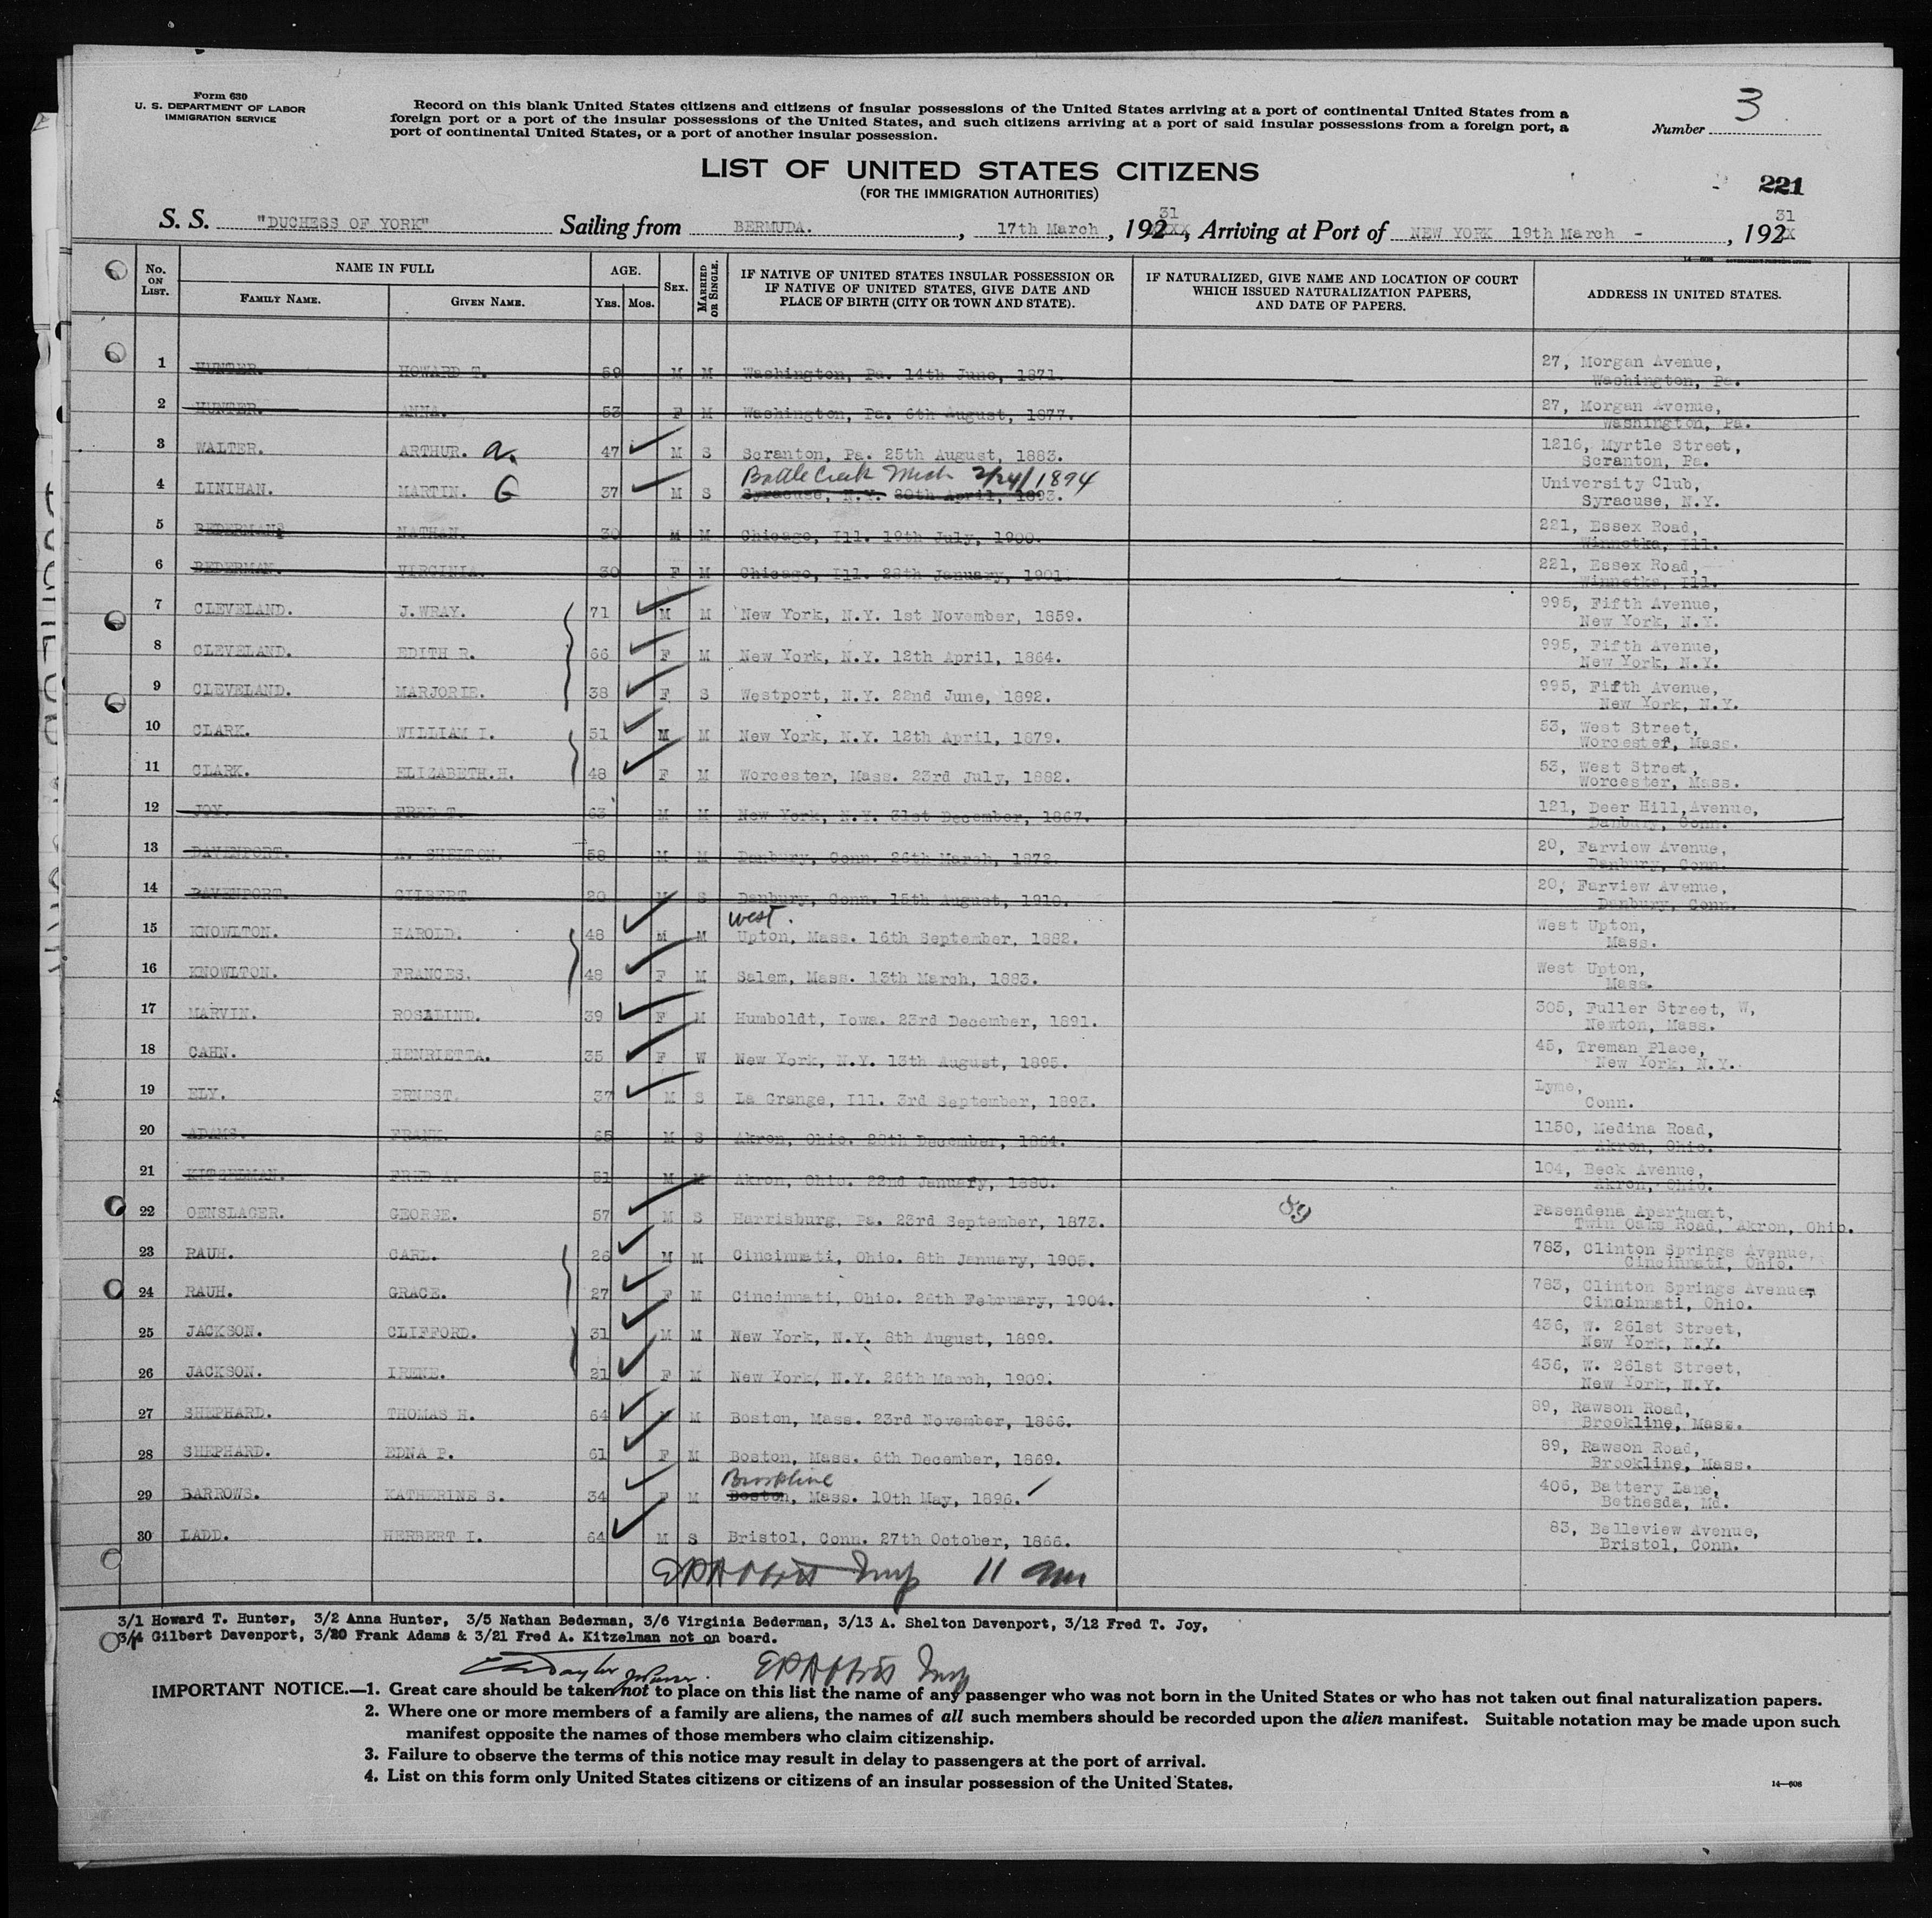 Form 630
U. S. DEPARTMENT OF LABOR
IMMIGRATION SERVICE
Record on this blank United States citizens and citizens of insular possessions of the United States arriving at a port of continental United States from a
foreign port or a port of the insular possessions of the United States, and such citizens arriving at a port of said insular possessions from a foreign port, a
port of continental United States, or a port of another insular possession.
Number 3
LIST OF UNITED STATES CITIZENS
(FOR THE IMMIGRATION AUTHORITIES)
221
S. S. "DUCHESS OF YORK" Sailing from BERMUDA. , 17th March , 192 31, Arriving at Port of NEW YORK 19th March - , 192 31
No. ON LIST. NAME IN FULL AGE. SEX. MARRIED OR SINGLE. IF NATIVE OF UNITED STATES INSULAR POSSESSION OR IF NATIVE OF UNITED STATES, GIVE DATE AND PLACE OF BIRTH (CITY OR TOWN AND STATE). IF NATURALIZED, GIVE NAME AND LOCATION OF COURT WHICH ISSUED NATURALIZATION PAPERS, AND DATE OF PAPERS. ADDRESS IN UNITED STATES.
FAMILY NAME. GIVEN NAME. YRS. MOS.
1 HUNTER. HOWARD T. 59 M M Washington, Pa. 14th June, 1871. 27, Morgan Avenue,
Washington, Pa.
2 HUNTER. ANNA. 53 F M Washington, Pa. 6th August, 1877. 27, Morgan Avenue,
Washington, Pa.
3 WALTER. ARTHUR. a. 47 M S Scranton, Pa. 25th August, 1883. 1216, Myrtle Street,
Scranton, Pa.
Battle Creek Mich 2/24/1894
4 LINIHAN. MARTIN. G 37 M S Syracuse, N.Y. 30th April, 1893. University Club,
Syracuse, N.Y.
5 BEDERMAN. NATHAN. 30 M M Chicago, Ill. 19th July, 1900. 221, Essex Road,
Winnetka, Ill.
6 BEDERMAN. VIRGINIA. 30 F M Chicago, Ill. 28th January, 1901. 221, Essex Road,
Winnetka, Ill.
7 CLEVELAND. J.WRAY. 71 M M New York, N.Y. 1st November, 1859. 995, Fifth Avenue,
New York, N.Y.
8 CLEVELAND. EDITH R. 66 F M New York, N.Y. 12th April, 1864. 995, Fifth Avenue,
New York, N.Y.
9 CLEVELAND. MARJORIE. 38 F S Westport, N.Y. 22nd June, 1892. 995, Fifth Avenue,
New York, N.Y.
10 CLARK. WILLIAM I. 51 M M New York, N.Y. 12th April, 1879. 53, West Street,
Worcester, Mass.
11 CLARK. ELIZABETH.H. 48 F M Worcester, Mass. 23rd July, 1882. 53, West Street,
Worcester, Mass.
12 JOY. FRED T. 63 M M New York, N.Y. 31st December, 1867. 121, Deer Hill,Avenue,
Danbury, Conn.
13 DAVENPORT. A. SHELTON. 58 M M Danbury, Conn. 26th March, 1872. 20, Farview Avenue,
Danbury, Conn.
14 DAVENPORT. GILBERT 20 M S Danbury, Conn. 15th August, 1910. 20, Farview Avenue,
Danbury, Conn.
West.
15 KNOWLTON. HAROLD. 48 M M Upton, Mass. 16th September, 1882. West Upton,
Mass.
16 KNOWLTON. FRANCES. 48 F M Salem, Mass. 13th March, 1883. West Upton,
Mass.
17 MARVIN. ROSALIND. 39 F M Humboldt, Iowa. 23rd December, 1891. 305, Fuller Street, W,
Newton, Mass.
18 CAHN. HENRIETTA. 35 F W New York, N.Y. 13th August, 1895. 45, Treman Place,
New York, N.Y.
19 ELY. ERNEST. 37 M S La Grange, Ill. 3rd September, 1893. Lyme,
Conn.
20 ADAMS. FRANK. 65 M S Akron, Ohio. 28th December, 1864. 1150, Medina Road,
Akron, Ohio.
21 KITZELMAN. FRED A. 51 M M Akron, Ohio. 22nd January, 1880. 104, Beck Avenue,
Akron, Ohio.
22 OENSLAGER. GEORGE. 57 M S Harrisburg, Pa. 23rd September, 1873. 89 Pasendena Apartment,
Twin Oaks Road, Akron, Ohio.
23 RAUH. CARL. 26 M M Cincinnati, Ohio. 8th January, 1905. 783, Clinton Springs Avenue,
Cincinnati, Ohio.
24 RAUH. GRACE. 27 F M Cincinnati, Ohio. 26th February, 1904. 783, Clinton Springs Avenue,
Cincinnati, Ohio.
25 JACKSON. CLIFFORD. 31 M M New York, N.Y. 8th August, 1899. 436, W. 261st Street,
New York, N.Y.
26 JACKSON. IRENE. 21 F M New York, N.Y. 26th March, 1909. 436, W. 261st Street,
New York, N.Y.
27 SHEPHARD. THOMAS H. 64 M M Boston, Mass. 23rd November, 1866. 89, Rawson Road,
Brookline, Mass.
28 SHEPHARD. EDNA P. 61 F M Boston, Mass. 6th December, 1869. 89, Rawson Road,
Brookline, Mass.
Brookline
29 BARROWS. KATHERINE S. 34 F M Boston, Mass. 10th May, 1896. 406, Battery Lane,
Bethesda, Md.
30 LADD. HERBERT I. 64 M S Bristol, Conn. 27th October, 1866. 83, Belleview Avenue,
Bristol, Conn.
Insp 11 am
3/1 Howard T. Hunter, 3/2 Anna Hunter, 3/5 Nathan Bederman, 3/6 Virginia Bederman, 3/13 A. Shelton Davenport, 3/12 Fred T. Joy,
3/14 Gilbert Davenport, 3/20 Frank Adams & 3/21 Fred A. Kitzelman not on board.
Insp
IMPORTANT NOTICE.—1. Great care should be taken not to place on this list the name of any passenger who was not born in the United States or who has not taken out final naturalization papers.
2. Where one or more members of a family are aliens, the names of all such members should be recorded upon the alien manifest. Suitable notation may be made upon such
manifest opposite the names of those members who claim citizenship.
3. Failure to observe the terms of this notice may result in delay to passengers at the port of arrival.
4. List on this form only United States citizens or citizens of an insular possession of the United States.
14—608